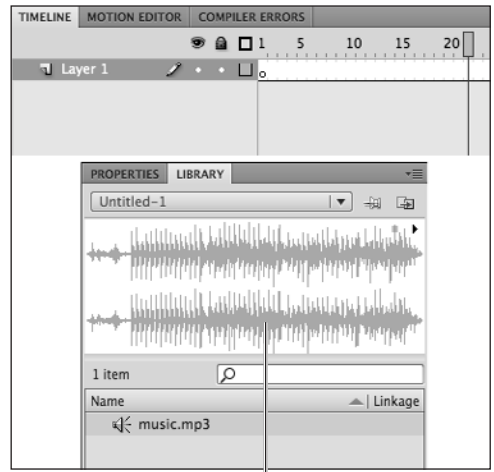 TIMELINE MOTION EDITOR COMPILER ERRORS
1 5 10 15 20
Layer 1
PROPERTIES LIBRARY
Untitled-1
1 item
Name Linkage
music.mp3